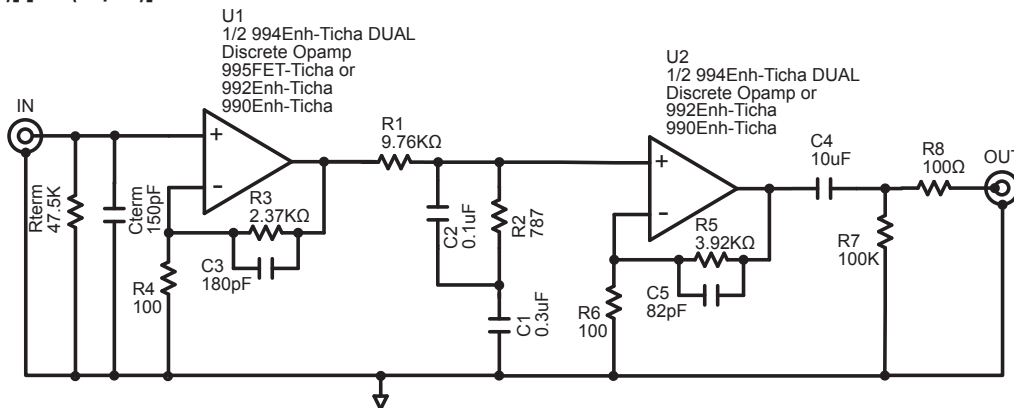 U1
1/2 994Enh-Ticha DUAL
Discrete Opamp
995FET-Ticha or
992Enh-Ticha
990Enh-Ticha
U2
1/2 994Enh-Ticha DUAL
Discrete Opamp or
992Enh-Ticha
990Enh-Ticha
IN
+
-
Rterm
47.5K
Cterm
150pF
R4
100
R3
2.37KΩ
C3
180pF
R1
9.76KΩ
C2
0.1uF
R2
787
C1
0.3uF
+
-
R6
100
R5
3.92KΩ
C5
82pF
C4
10uF
R7
100K
R8
100Ω
OUT